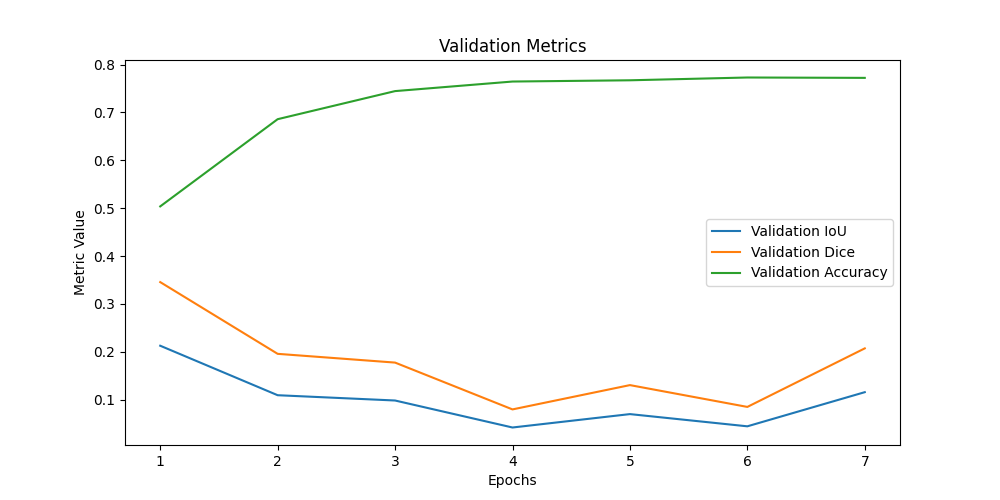 Validation Metrics
Metric Value
0.8
0.7
0.6
0.5
0.4
0.3
0.2
0.1
Validation IoU
Validation Dice
Validation Accuracy
1 2 3 4 5 6 7
Epochs